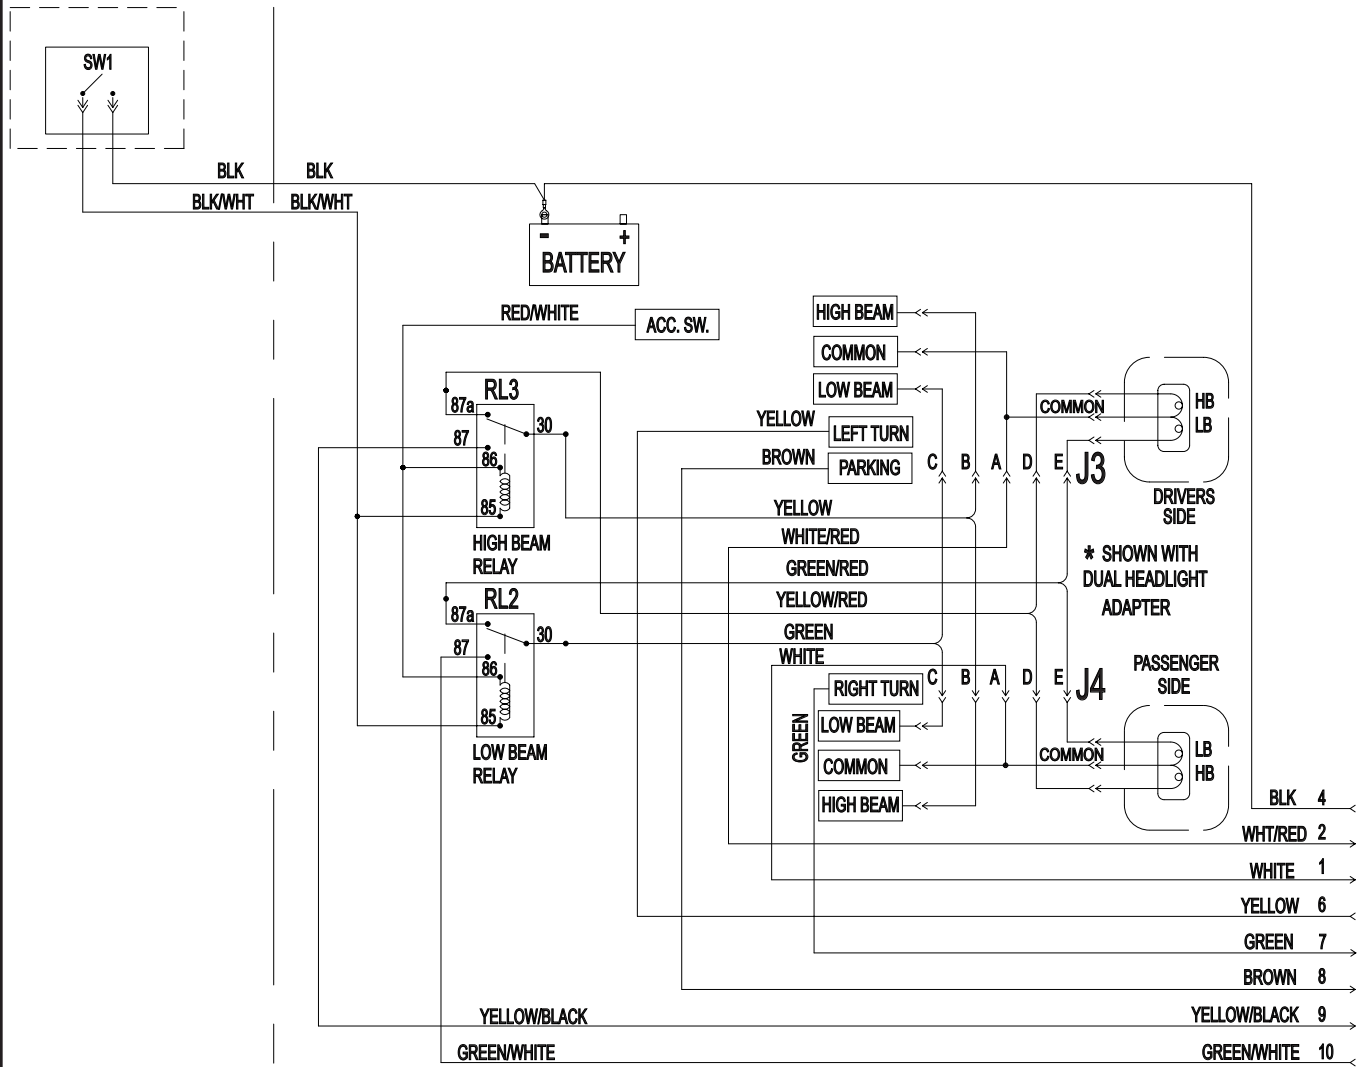 SW1
BLK BLK
BLK/WHT BLK/WHT
- +
BATTERY
RED/WHITE
ACC. SW.
HIGH BEAM
COMMON
LOW BEAM
YELLOW
LEFT TURN
BROWN
PARKING
RL3
87a
87
30
86
85
HIGH BEAM
RELAY
C B A D E J3
COMMON
HB
LB
DRIVERS
SIDE
YELLOW
WHITE/RED
GREEN/RED
YELLOW/RED
GREEN
WHITE
* SHOWN WITH
DUAL HEADLIGHT
ADAPTER
RL2
87a
87
30
86
85
LOW BEAM
RELAY
PASSENGER
SIDE
C B A D E J4
RIGHT TURN
GREEN
LOW BEAM
COMMON
HIGH BEAM
COMMON
LB
HB
BLK 4
WHT/RED 2
WHITE 1
YELLOW 6
GREEN 7
BROWN 8
YELLOW/BLACK YELLOW/BLACK 9
GREEN/WHITE GREEN/WHITE 10